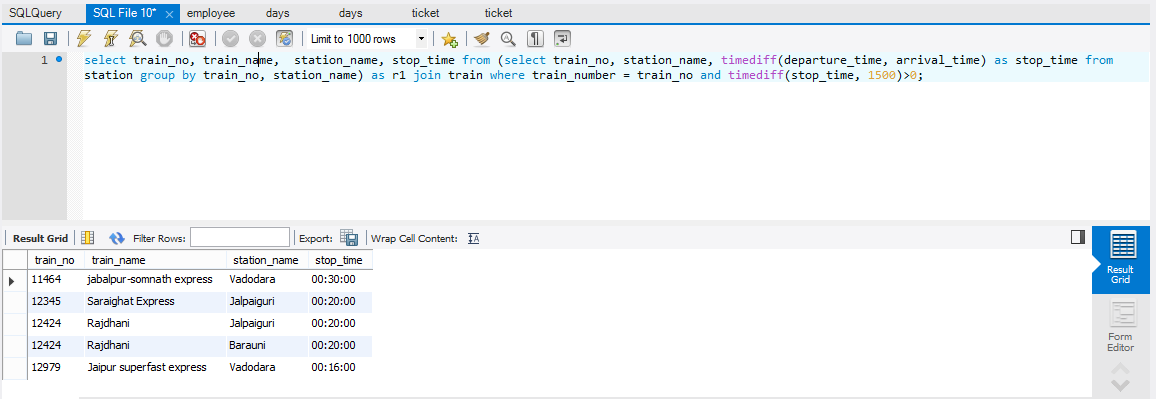 SQLQuery SQL File 10* employee days days ticket ticket
Limit to 1000 rows
1 select train_no, train_name,  station_name, stop_time from (select train_no, station_name, timediff(departure_time, arrival_time) as stop_time from
station group by train_no, station_name) as r1 join train where train_number = train_no and timediff(stop_time, 1500)>0;
Result Grid Filter Rows: Export: Wrap Cell Content: IA
train_no train_name station_name stop_time
11464 jabalpur-somnath express Vadodara 00:30:00
12345 Saraighat Express Jalpaiguri 00:20:00
12424 Rajdhani Jalpaiguri 00:20:00
12424 Rajdhani Barauni 00:20:00
12979 Jaipur superfast express Vadodara 00:16:00
Result
Grid
Form
Editor